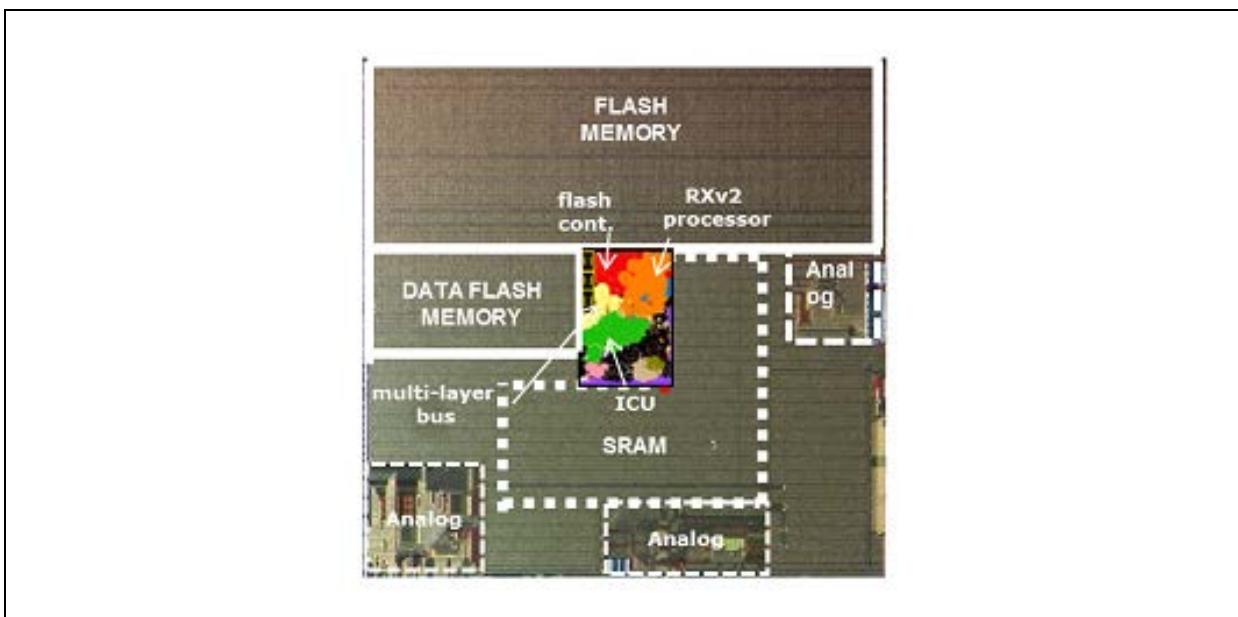 FLASH
MEMORY
flash
cont.
RXv2
processor
DATA FLASH
MEMORY
Anal
og
multi-layer
bus
ICU
SRAM
Analog
Analog